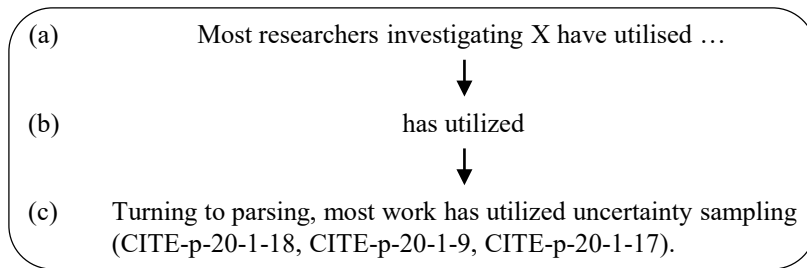 (a) Most researchers investigating X have utilised …
(b) has utilized
(c) Turning to parsing, most work has utilized uncertainty sampling
(CITE-p-20-1-18, CITE-p-20-1-9, CITE-p-20-1-17).